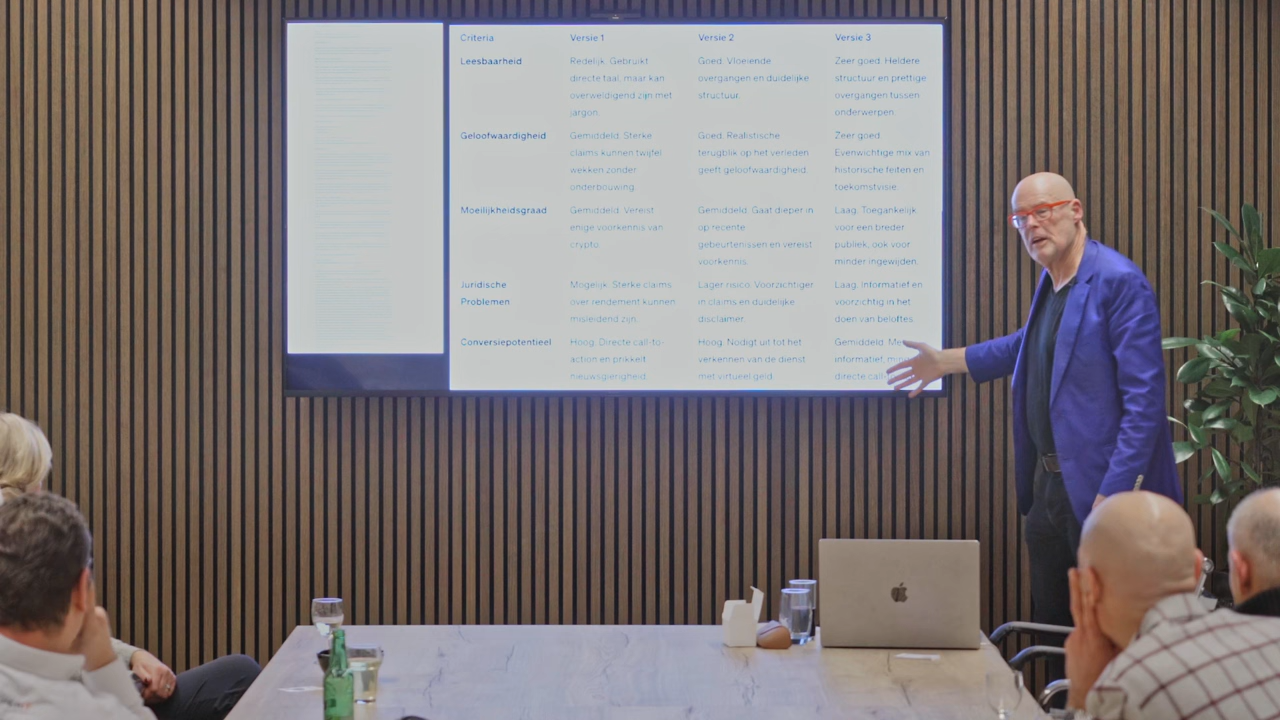 Criteria Versie 1 Versie 2 Versie 3
Leesbaarheid
Redelijk. Gebruikt
directe taal, maar kan
overweldigend zijn met
jargon.
Goed. Vloeiende
overgangen en duidelijke
structuur.
Zeer goed. Heldere
structuur en prettige
overgangen tussen
onderwerpen.
Geloofwaardigheid
Gemiddeld. Sterke
claims kunnen twijfel
wekken zonder
onderbouwing.
Goed. Realistische
terugblik op het verleden
geeft geloofwaardigheid.
Zeer goed.
Evenwichtige mix van
historische feiten en
toekomstvisie.
Moeilijkheidsgraad
Gemiddeld. Vereist
enige voorkennis van
crypto.
Gemiddeld. Gaat dieper in
op recente
gebeurtenissen en vereist
voorkennis.
Laag. Toegankelijk
voor een breder
publiek, ook voor
minder ingewijden.
Juridische
Problemen
Mogelijk. Sterke claims
over rendement kunnen
misleidend zijn.
Lager risico. Voorzichtiger
in claims en duidelijke
disclaimer.
Laag. Informatief en
voorzichtig in het
doen van beloftes.
Conversiepotentieel
Hoog. Directe call-to-
action en prikkelt
nieuwsgierigheid.
Hoog. Nodigt uit tot het
verkennen van de dienst
met virtueel geld.
Gemiddeld.
informatief,
directe